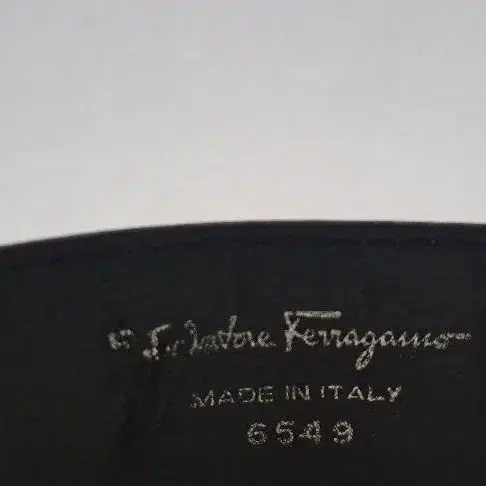 Salvatore Ferragamo
MADE IN ITALY
6549